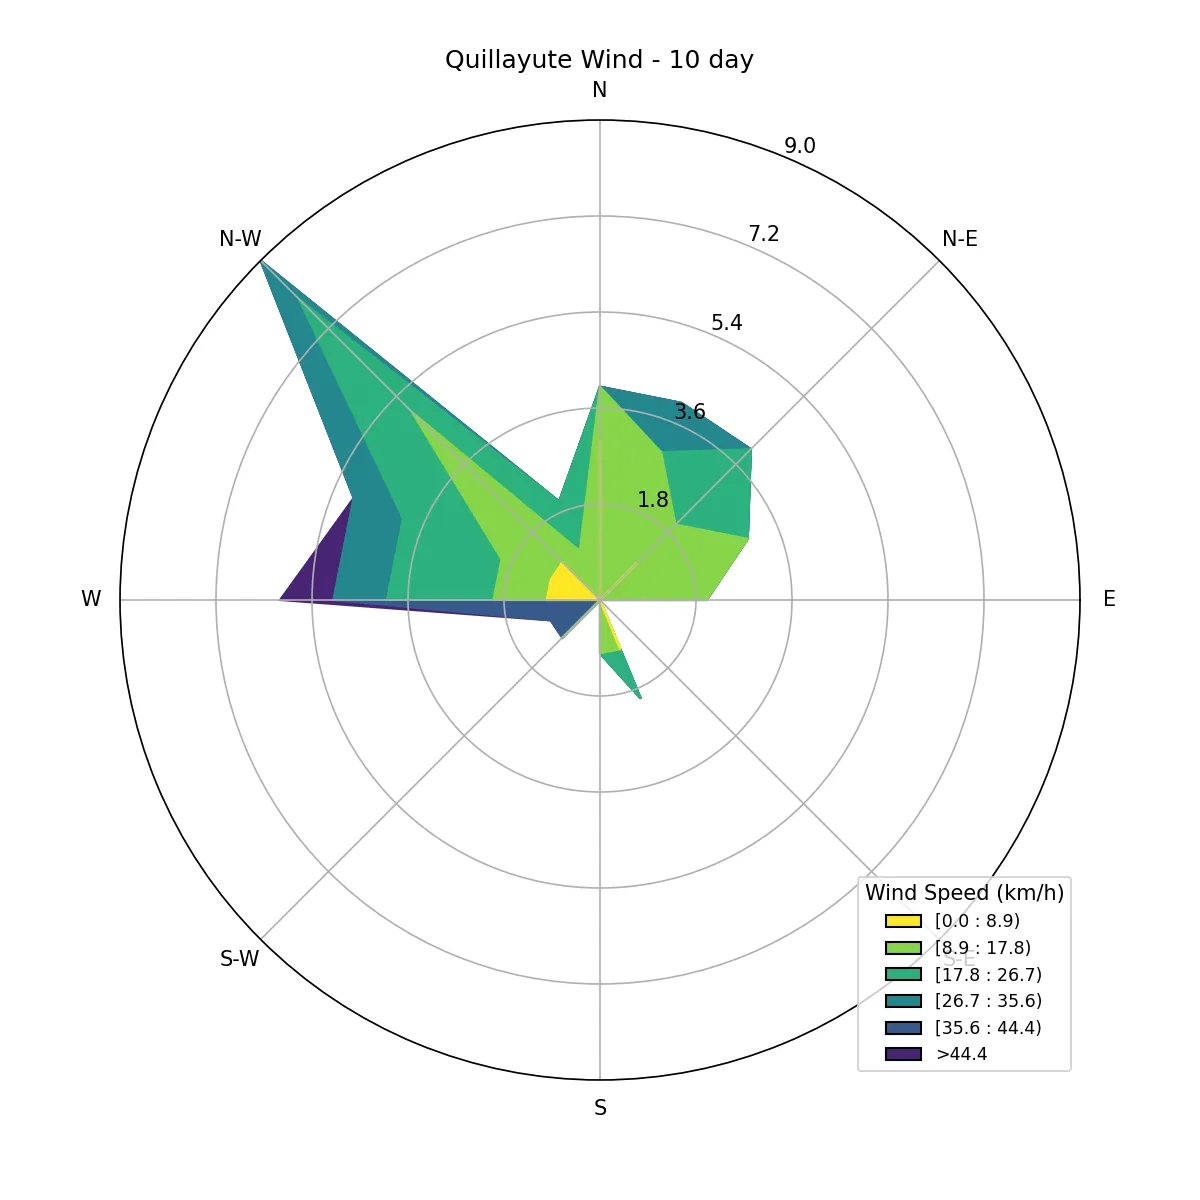 Quillayute Wind - 10 day
N
9.0
N-W
N-E
7.2
5.4
3.6
1.8
W
E
S-W
S-E
Wind Speed (km/h)
[0.0 : 8.9)
[8.9 : 17.8)
[17.8 : 26.7)
[26.7 : 35.6)
[35.6 : 44.4)
>44.4
S